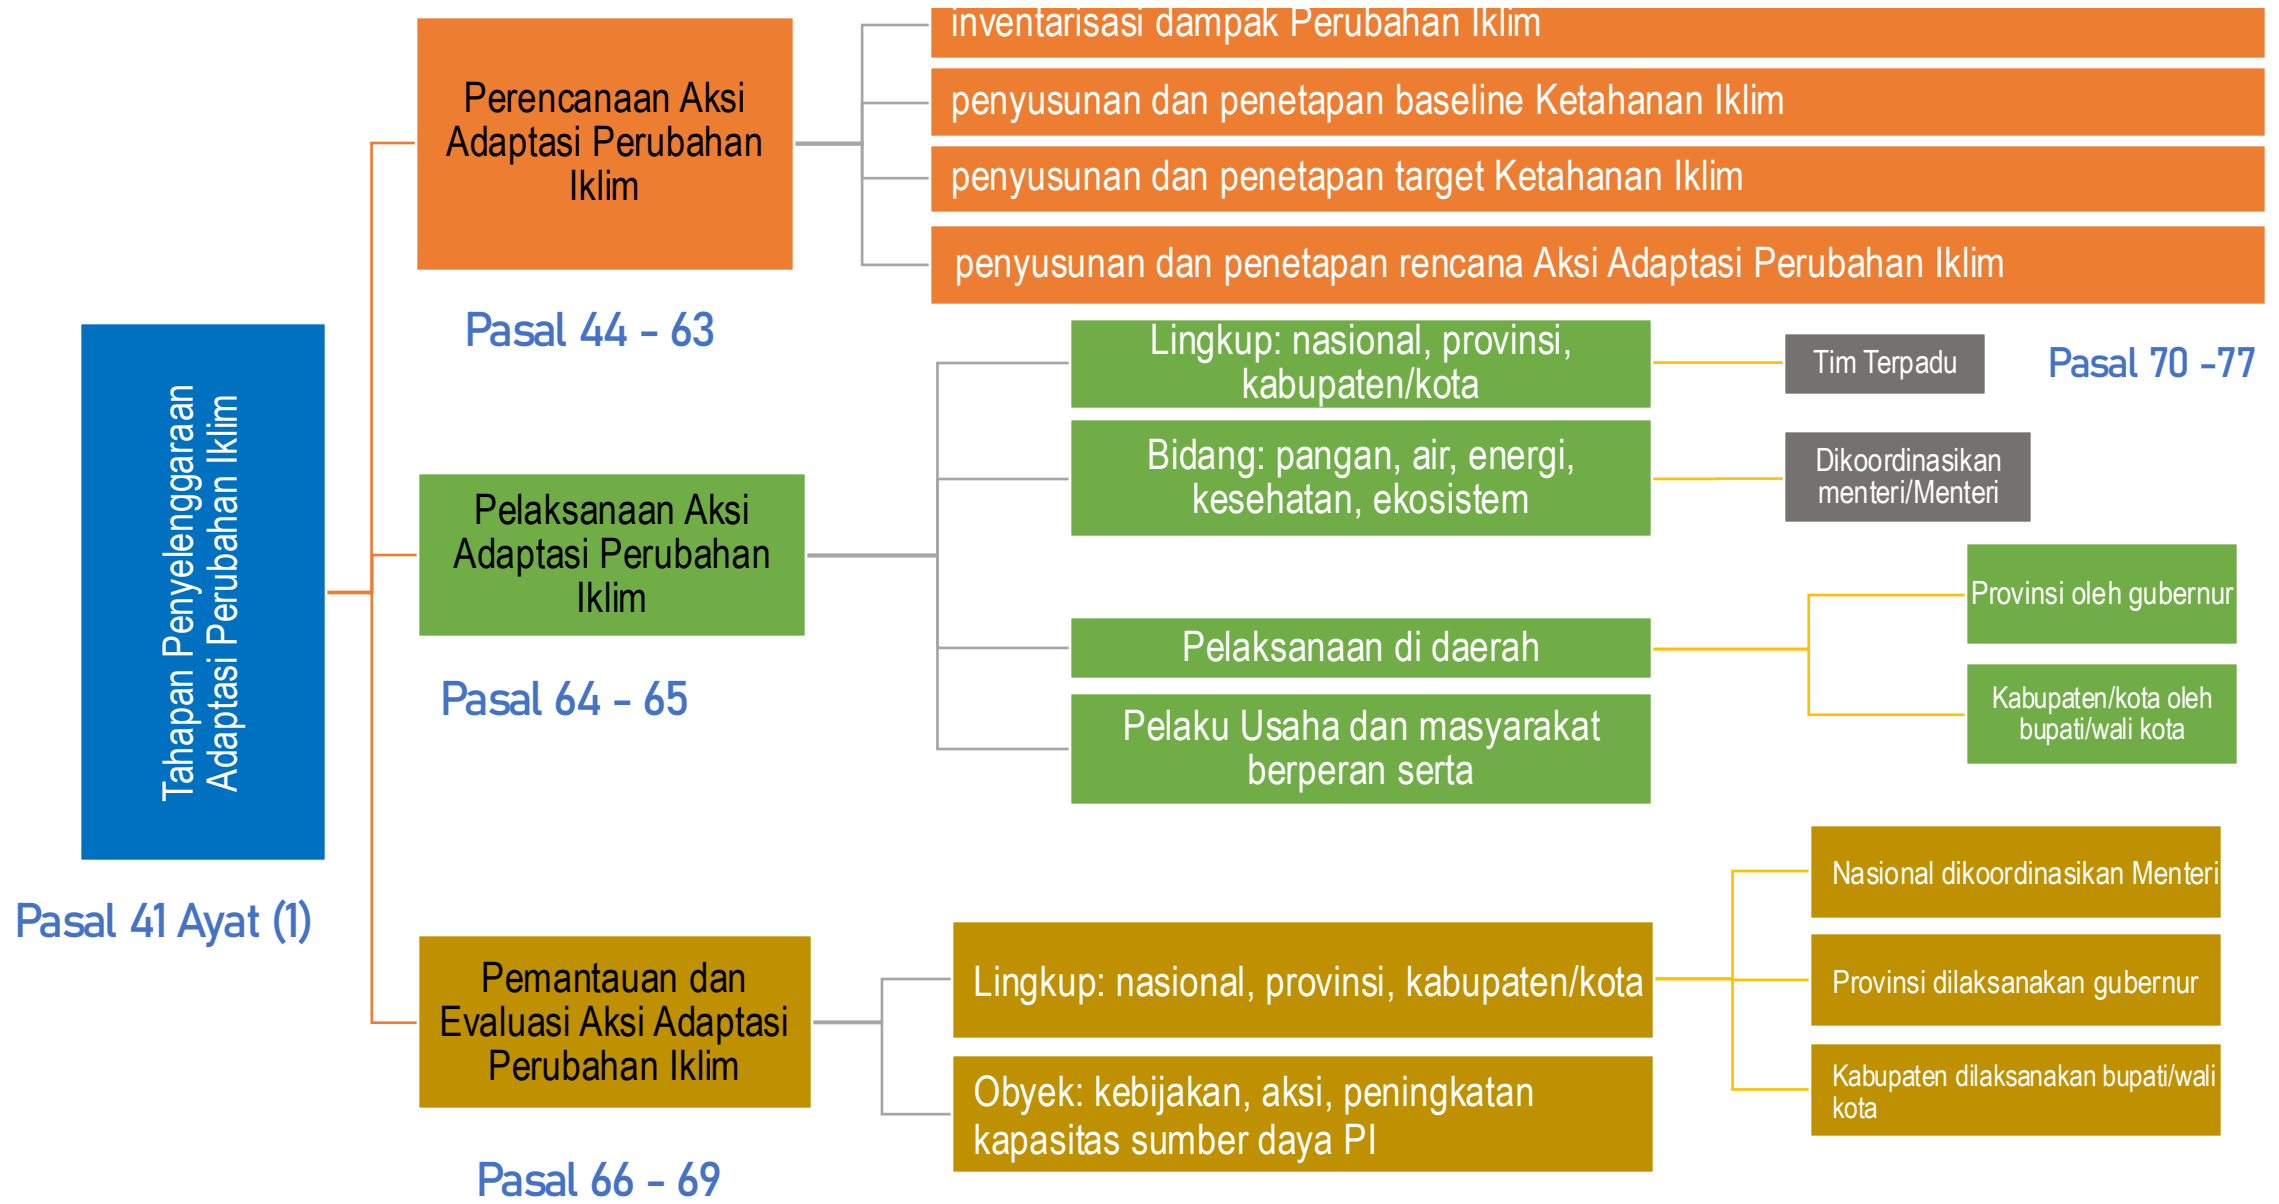 Tahapan Penyelenggaraan
Adaptasi Perubahan Iklim
Pasal 41 Ayat (1)
Perencanaan Aksi
Adaptasi Perubahan
Iklim
Pasal 44 - 63
inventarisasi dampak Perubahan Iklim
penyusunan dan penetapan baseline Ketahanan Iklim
penyusunan dan penetapan target Ketahanan Iklim
penyusunan dan penetapan rencana Aksi Adaptasi Perubahan Iklim
Pelaksanaan Aksi
Adaptasi Perubahan
Iklim
Pasal 64 - 65
Lingkup: nasional, provinsi,
kabupaten/kota
Tim Terpadu
Pasal 70 -77
Bidang: pangan, air, energi,
kesehatan, ekosistem
Dikoordinasikan
menteri/Menteri
Pelaksanaan di daerah
Provinsi oleh gubernur
Kabupaten/kota oleh
bupati/wali kota
Pelaku Usaha dan masyarakat
berperan serta
Pemantauan dan
Evaluasi Aksi Adaptasi
Perubahan Iklim
Pasal 66 - 69
Lingkup: nasional, provinsi, kabupaten/kota
Nasional dikoordinasikan Menteri
Provinsi dilaksanakan gubernur
Kabupaten dilaksanakan bupati/wali
kota
Obyek: kebijakan, aksi, peningkatan
kapasitas sumber daya PI